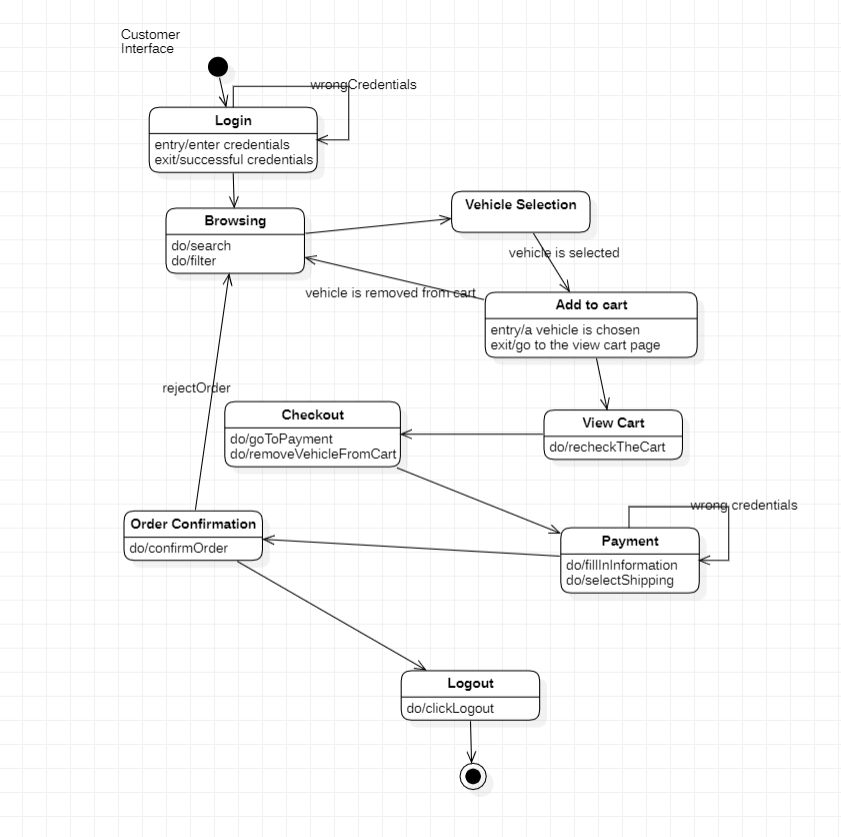 Customer
Interface
wrongCredentials
Login
entry/enter credentials
exit/successful credentials
Browsing
do/search
do/filter
Vehicle Selection
vehicle is selected
vehicle is removed from cart
Add to cart
entry/a vehicle is chosen
exit/go to the view cart page
rejectOrder
Checkout
do/goToPayment
do/removeVehicleFromCart
View Cart
do/recheckTheCart
wrong credentials
Order Confirmation
do/confirmOrder
Payment
do/fillInInformation
do/selectShipping
Logout
do/clickLogout